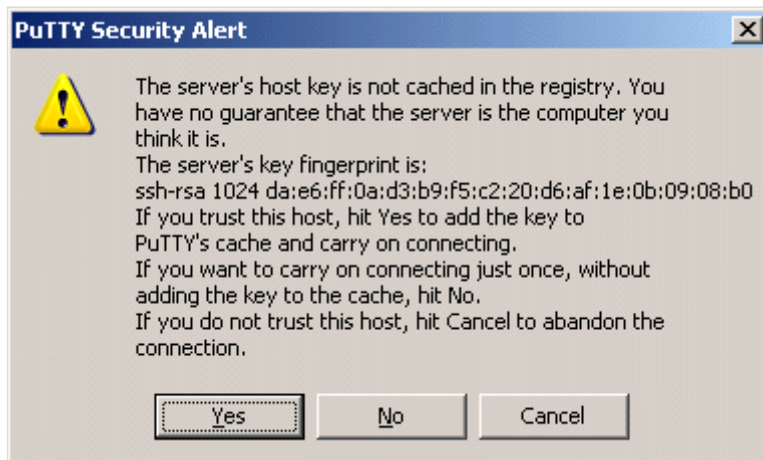 PuTTY Security Alert
The server's host key is not cached in the registry. You
have no guarantee that the server is the computer you
think it is.
The server's key fingerprint is:
ssh-rsa 1024 da:e6:ff:0a:d3:b9:f5:c2:20:d6:af:1e:0b:09:08:b0
If you trust this host, hit Yes to add the key to
PuTTY's cache and carry on connecting.
If you want to carry on connecting just once, without
adding the key to the cache, hit No.
If you do not trust this host, hit Cancel to abandon the
connection.
Yes No Cancel